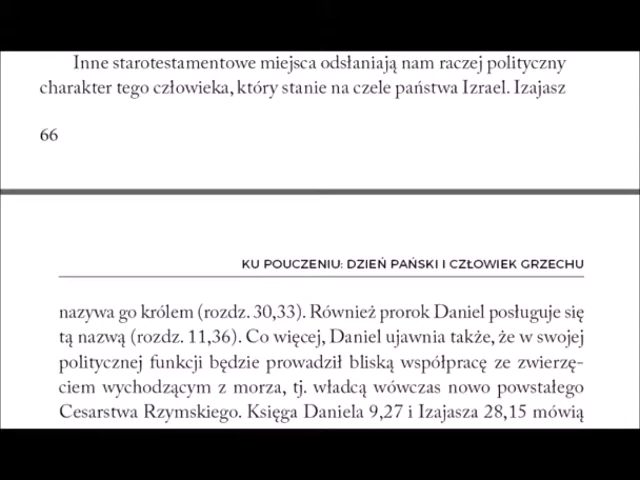 Inne starotestamentowe miejsca odsłaniają nam raczej polityczny
charakter tego człowieka, który stanie na czele państwa Izrael. Izajasz
66
KU POUCZENIU: DZIEŃ PAŃSKI I CZŁOWIEK GRZECHU
nazywa go królem (rozdz. 30,33). Również prorok Daniel posługuje się
tą nazwą (rozdz. 11,36). Co więcej, Daniel ujawnia także, że w swojej
politycznej funkcji będzie prowadził bliską współpracę ze zwierzę-
ciem wychodzącym z morza, tj. władcą wówczas nowo powstałego
Cesarstwa Rzymskiego. Księga Daniela 9,27 i Izajasza 28,15 mówią